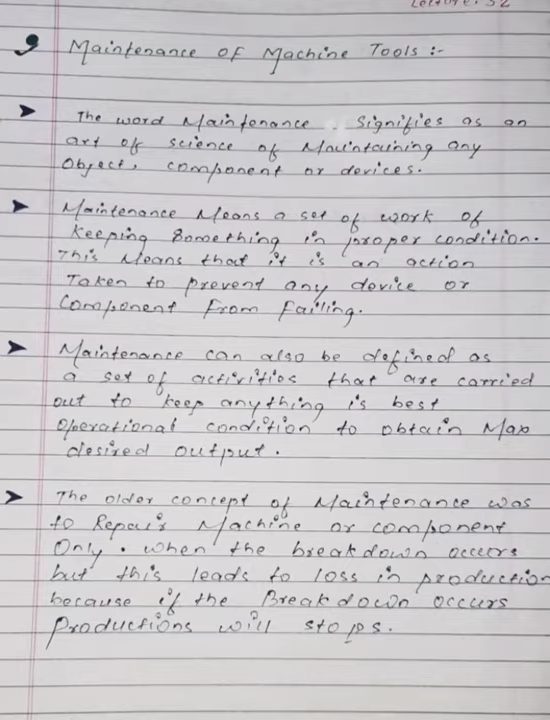 Lecture: 32
Maintenance of Machine Tools :-
➤ The word Maintenance Signifies as an
art of science of Maintaining any
Object, component or devices.
➤ Maintenance Means a set of work of
Keeping Something in proper condition.
This Means that it is an action
Taken to prevent any device or
Component from failing.
➤ Maintenance can also be defined as
a set of activities that are carried
out to keep anything is best
Operational condition to obtain Max
desired output.
➤ The older concept of Maintenance was
to Repair's Machine or component
Only. when the breakdown occurs
but this leads to loss in production
because if the Breakdown occurs
Productions will stops.